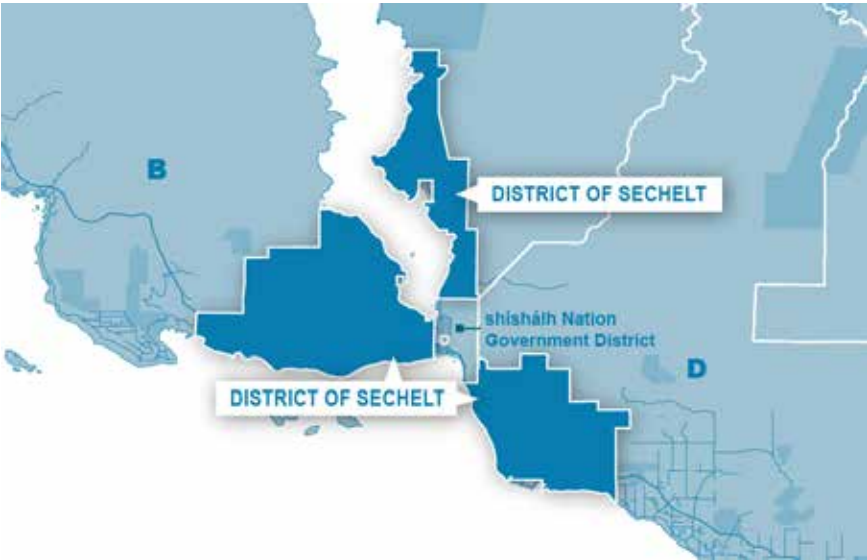 B
DISTRICT OF SECHELT
shíshálh Nation
Government District
D
DISTRICT OF SECHELT